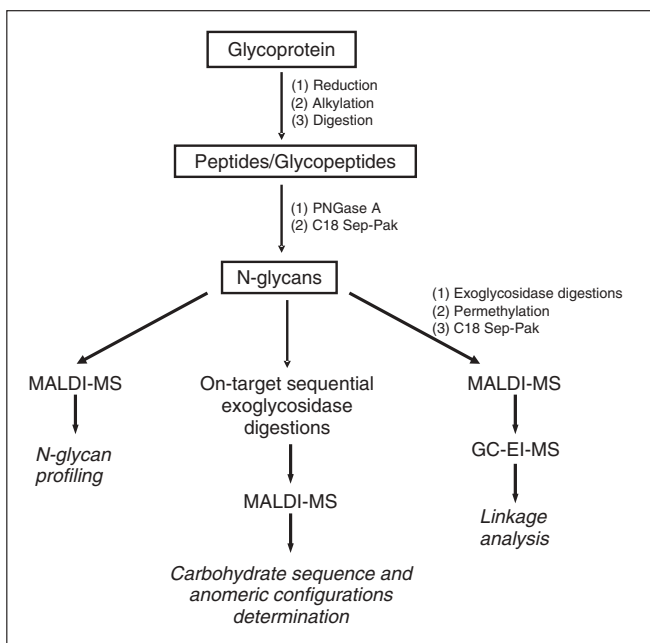 Glycoprotein
(1) Reduction
(2) Alkylation
(3) Digestion
Peptides/Glycopeptides
(1) PNGase A
(2) C18 Sep-Pak
N-glycans
(1) Exoglycosidase digestions
(2) Permethylation
(3) C18 Sep-Pak
MALDI-MS
N-glycan
profiling
On-target sequential
exoglycosidase
digestions
MALDI-MS
Carbohydrate sequence and
anomeric configurations
determination
MALDI-MS
GC-EI-MS
Linkage
analysis